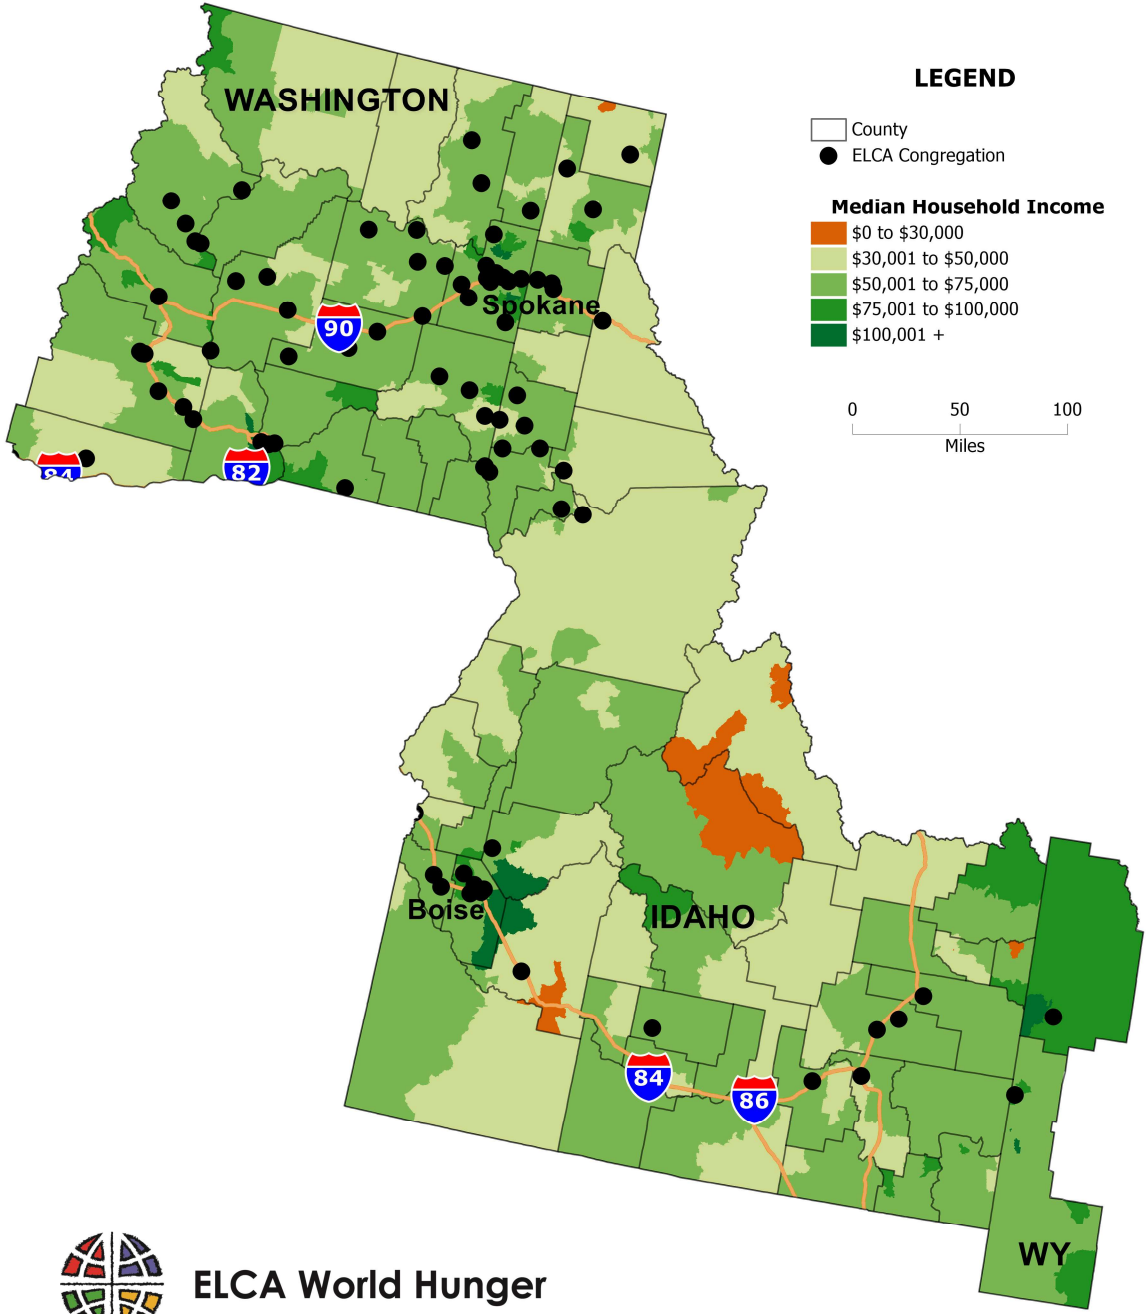 WASHINGTON
LEGEND
County
ELCA Congregation
Median Household Income
$0 to $30,000
$30,001 to $50,000
$50,001 to $75,000
$75,001 to $100,000
$100,001 +
0 50 100
Miles
Spokane
90
84
82
Boise
IDAHO
84
86
WY
ELCA World Hunger